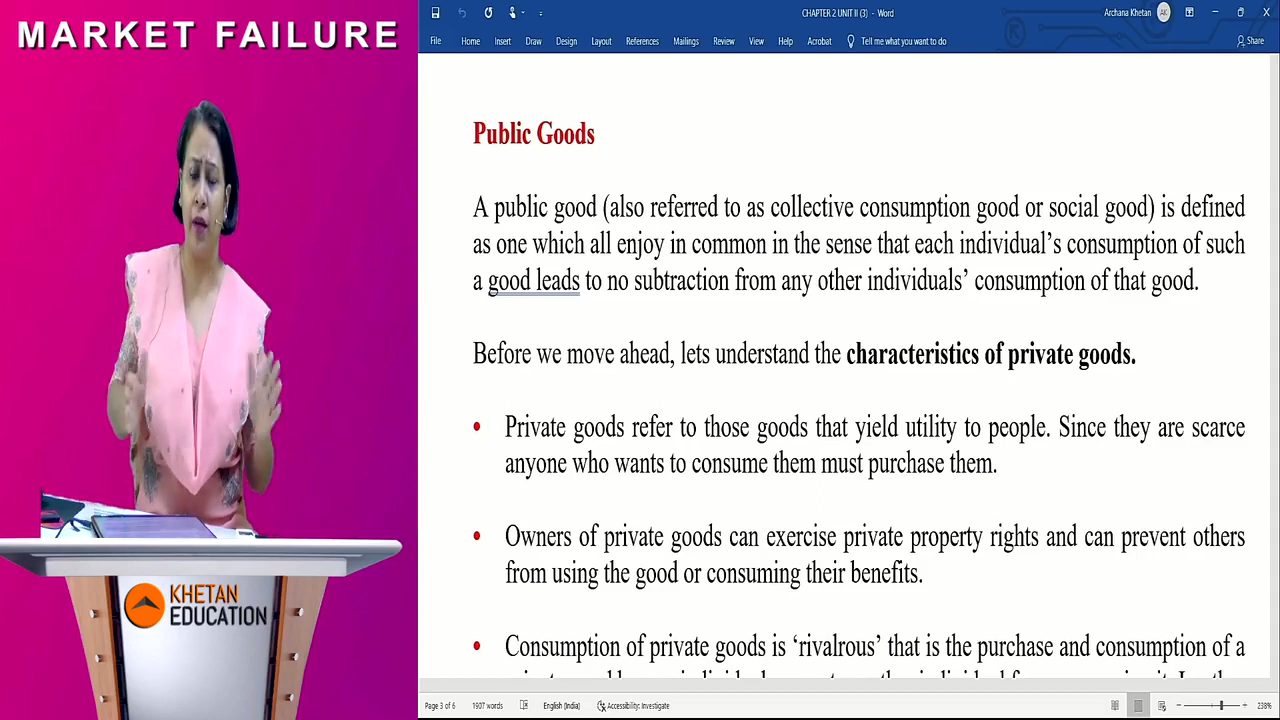 MARKET FAILURE
CHAPTER 2 UNIT II (3) - Word
Archana Khetan
AK
File Home Insert Draw Design Layout References Mailings Review View Help Acrobat Tell me what you want to do
Share
Public Goods
A public good (also referred to as collective consumption good or social good) is defined
as one which all enjoy in common in the sense that each individual's consumption of such
a good leads to no subtraction from any other individuals' consumption of that good.
Before we move ahead, lets understand the characteristics of private goods.
• Private goods refer to those goods that yield utility to people. Since they are scarce
anyone who wants to consume them must purchase them.
• Owners of private goods can exercise private property rights and can prevent others
from using the good or consuming their benefits.
• Consumption of private goods is 'rivalrous' that is the purchase and consumption of a
KHETAN
EDUCATION
Page 3 of 6 1907 words English (India) Accessibility: Investigate
238%